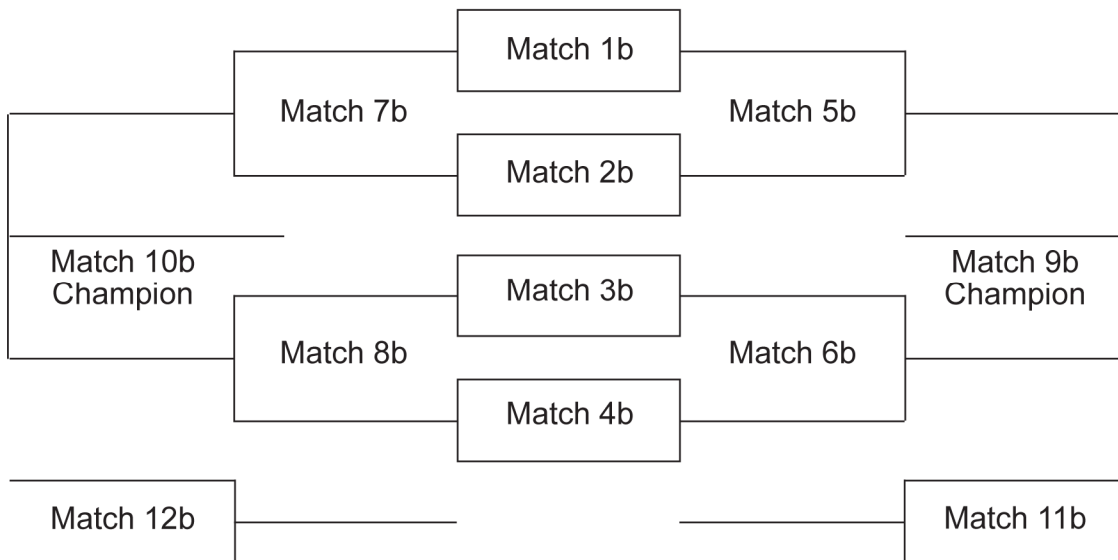 Match 1b
Match 7b
Match 5b
Match 2b
Match 10b
Champion
Match 3b
Match 9b
Champion
Match 8b
Match 6b
Match 4b
Match 12b
Match 11b